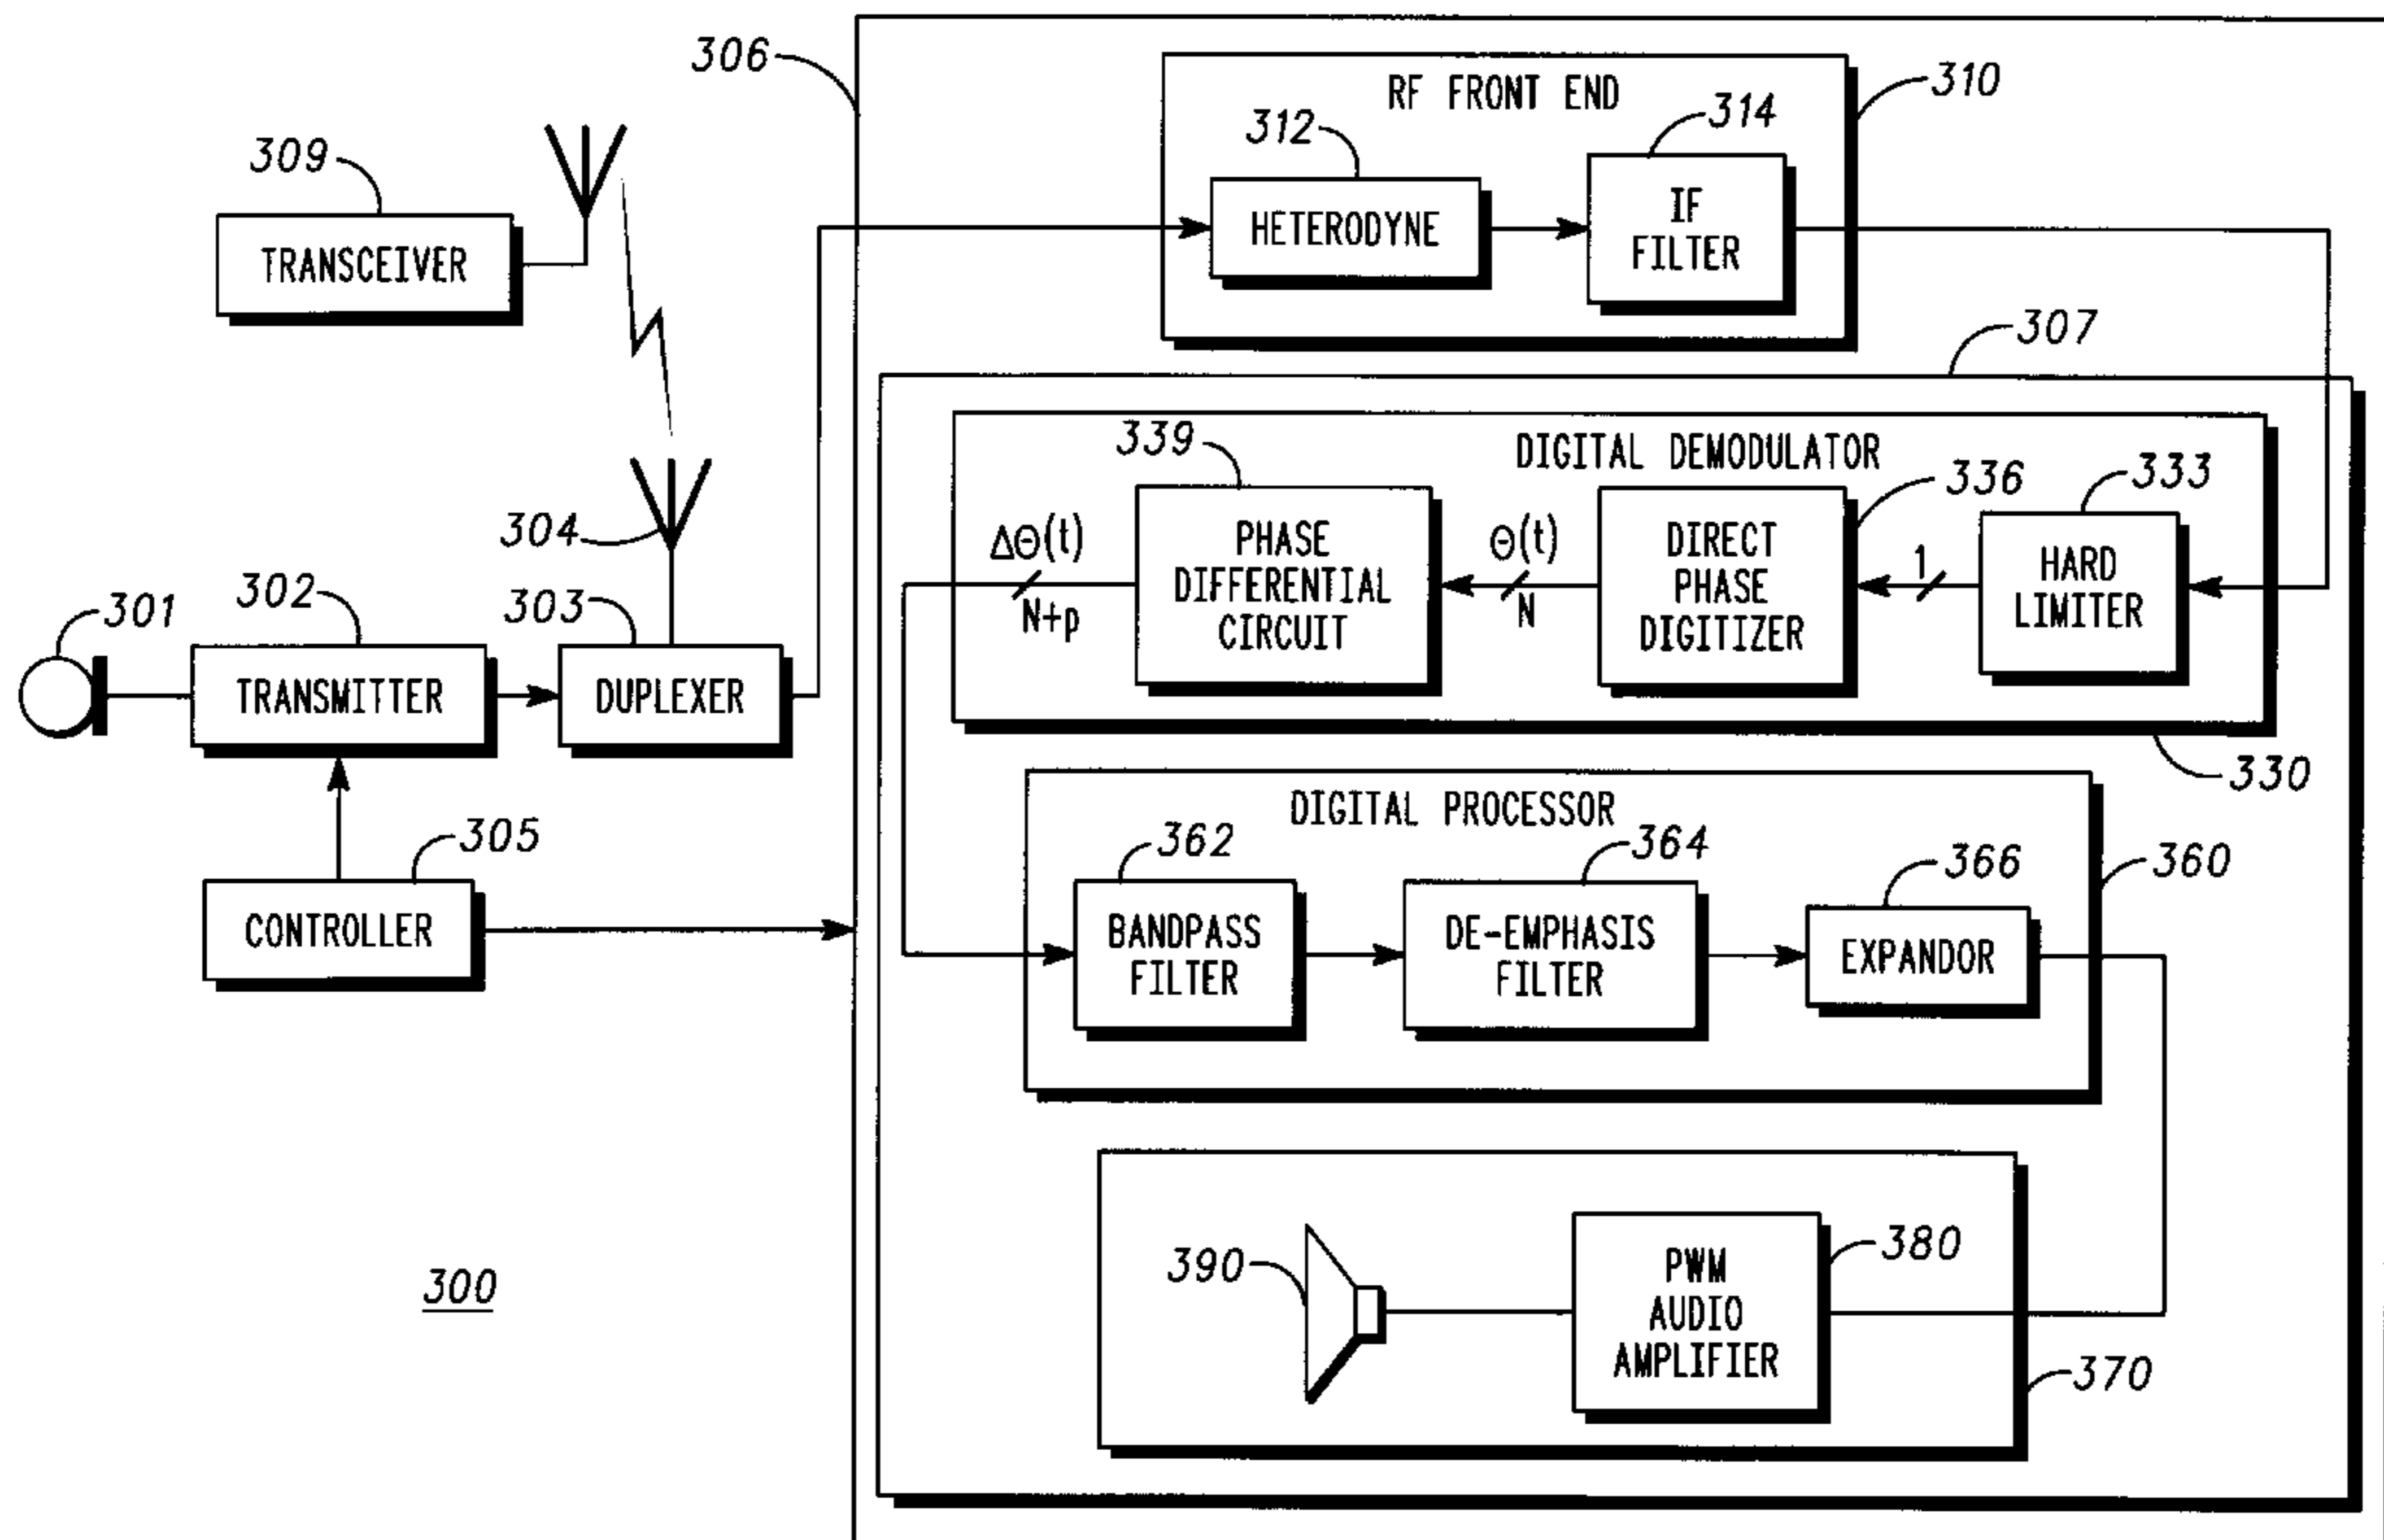 306
RF FRONT END
310
312
314
HETERODYNE
IF
FILTER
309
TRANSCEIVER
307
DIGITAL DEMODULATOR
339
336
333
ΔΘ(t)
N+p
PHASE
DIFFERENTIAL
CIRCUIT
Θ(t)
N
DIRECT
PHASE
DIGITIZER
1
HARD
LIMITER
330
304
301
302
303
TRANSMITTER
DUPLEXER
305
CONTROLLER
DIGITAL PROCESSOR
362
364
366
360
BANDPASS
FILTER
DE-EMPHASIS
FILTER
EXPANDOR
390
PWM
AUDIO
AMPLIFIER
380
370
300